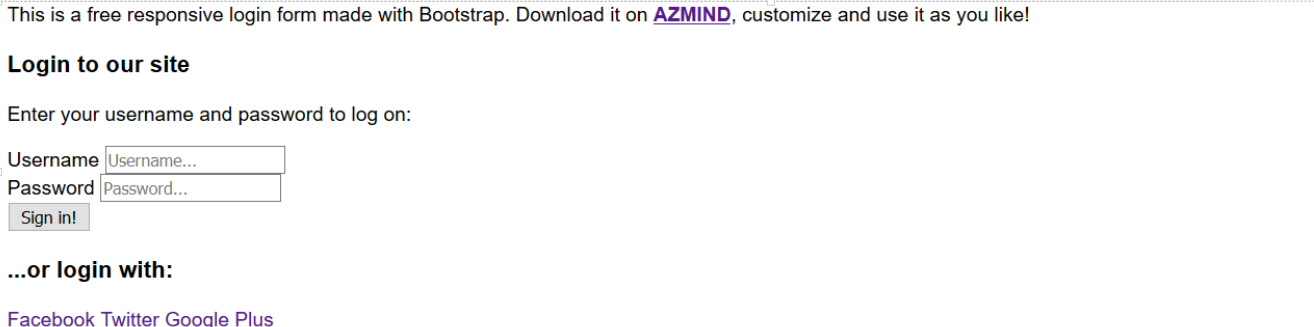 This is a free responsive login form made with Bootstrap. Download it on AZMIND, customize and use it as you like!
Login to our site
Enter your username and password to log on:
Username Username...
Password Password...
Sign in!
...or login with:
Facebook Twitter Google Plus